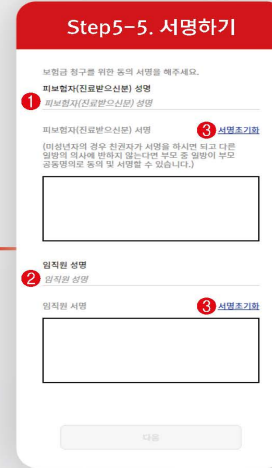 Step5-5. 서명하기
보험금 청구를 위한 동의 서명을 해주세요.
피보험자(진료받으신분) 성명
1 피보험자(진료받으신분) 성명
피보험자(진료받으신분) 서명 3 서명초기화
(미성년자의 경우 친권자가 서명을 하시면 되고 다른
일방의 의사에 반하지 않는다면 부모 중 일방이 부모
공동명의로 동의 및 서명할 수 있습니다.)
임직원 성명
2 임직원 성명
임직원 서명 3 서명초기화
다음